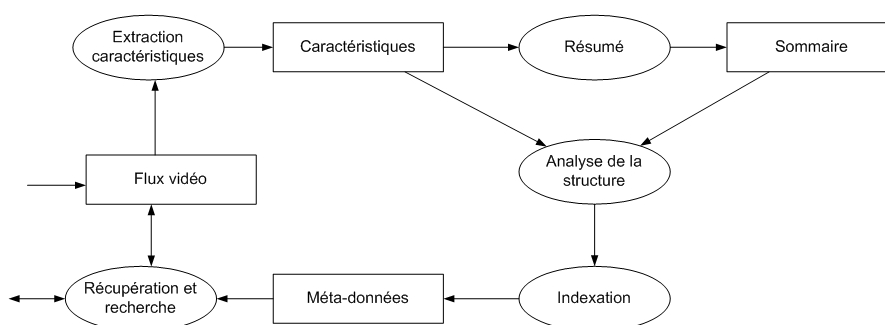 Extraction
caractéristiques
Caractéristiques
Résumé
Sommaire
Analyse de la
structure
Flux vidéo
Récupération et
recherche
Méta-données
Indexation